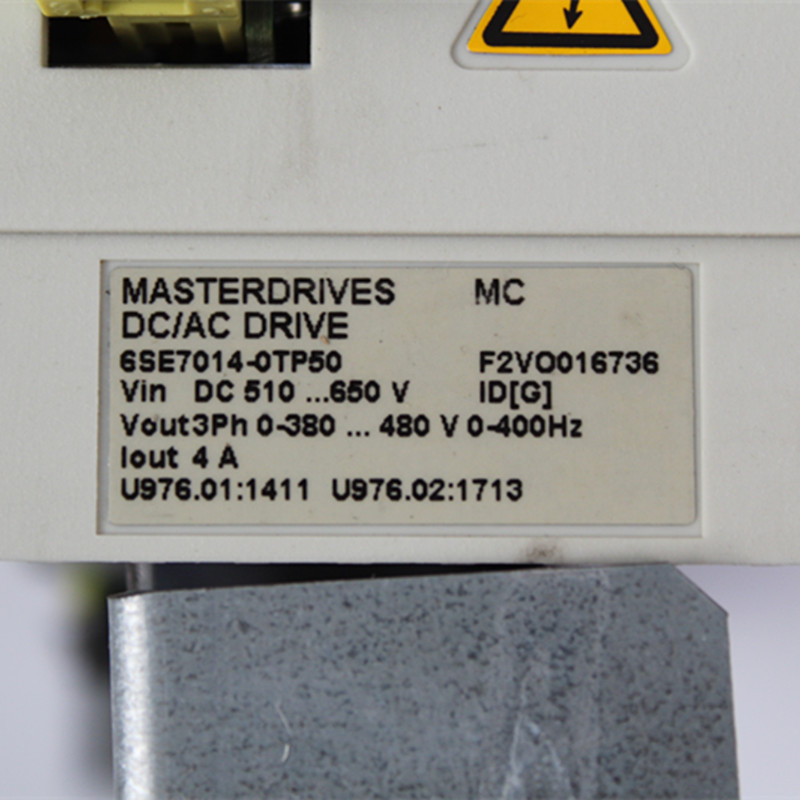 MASTERDRIVES MC
DC/AC DRIVE
6SE7014-0TP50 F2VO016736
Vin DC 510 ...650 V ID[G]
Vout3Ph 0-380 ... 480 V 0-400Hz
Iout 4 A
U976.01:1411 U976.02:1713